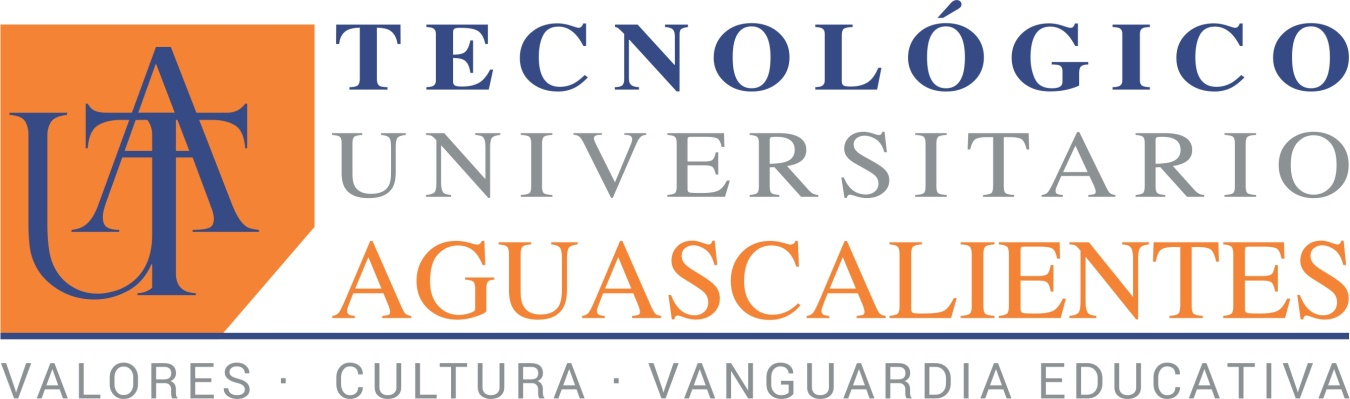 UTA
TECNOLÓGICO
UNIVERSITARIO
AGUASCALIENTES
VALORES · CULTURA · VANGUARDIA EDUCATIVA